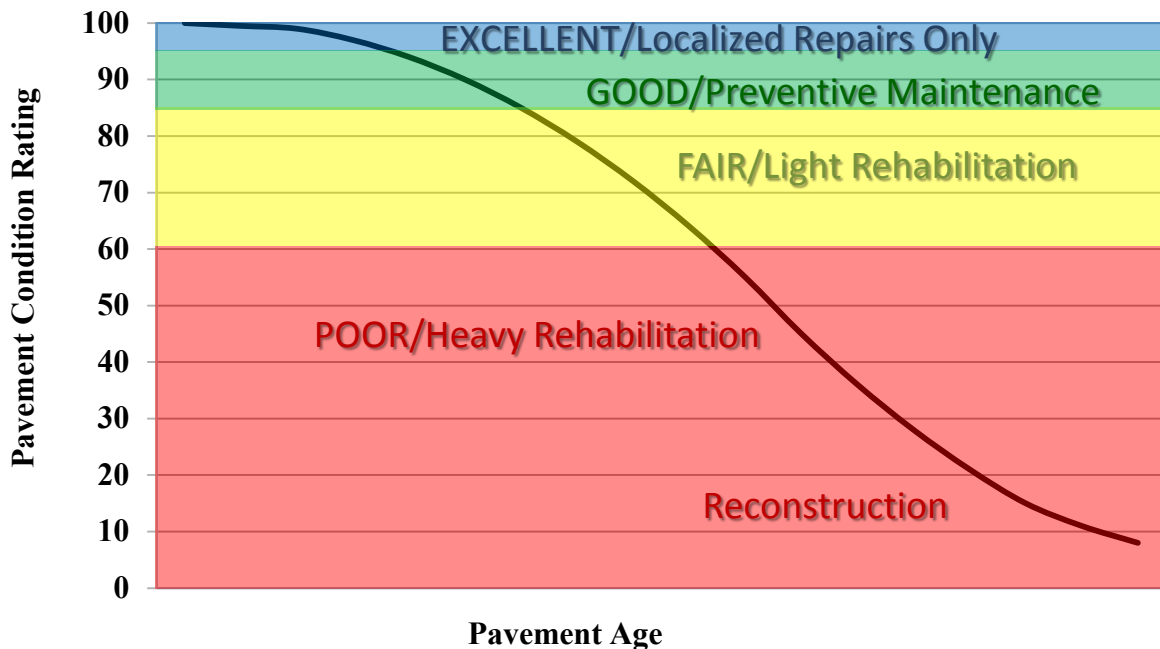 100
90
80
70
60
50
40
30
20
10
0
Pavement Condition Rating
EXCELLENT/Localized Repairs Only
GOOD/Preventive Maintenance
FAIR/Light Rehabilitation
POOR/Heavy Rehabilitation
Reconstruction
Pavement Age